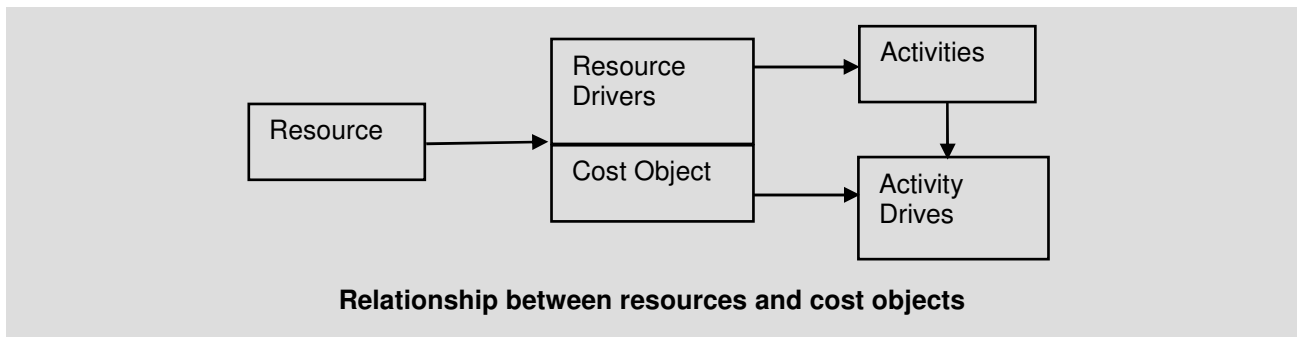 Resource
Resource
Drivers
Cost Object
Activities
Activity
Drives
Relationship between resources and cost objects